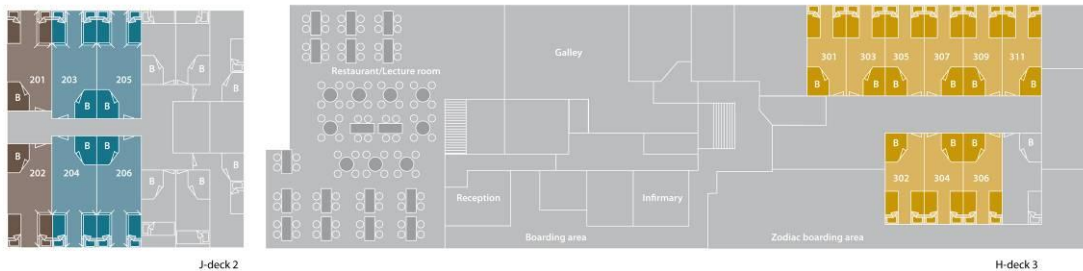 201 203 205
B B B
B B B
B B B
B B B
202 204 206
J-deck 2
Restaurant/Lecture room
Galley
301 303 305 307 309 311
B B B B B B
B B B B
302 304 306
Reception
Infirmary
Boarding area
Zodiac boarding area
H-deck 3